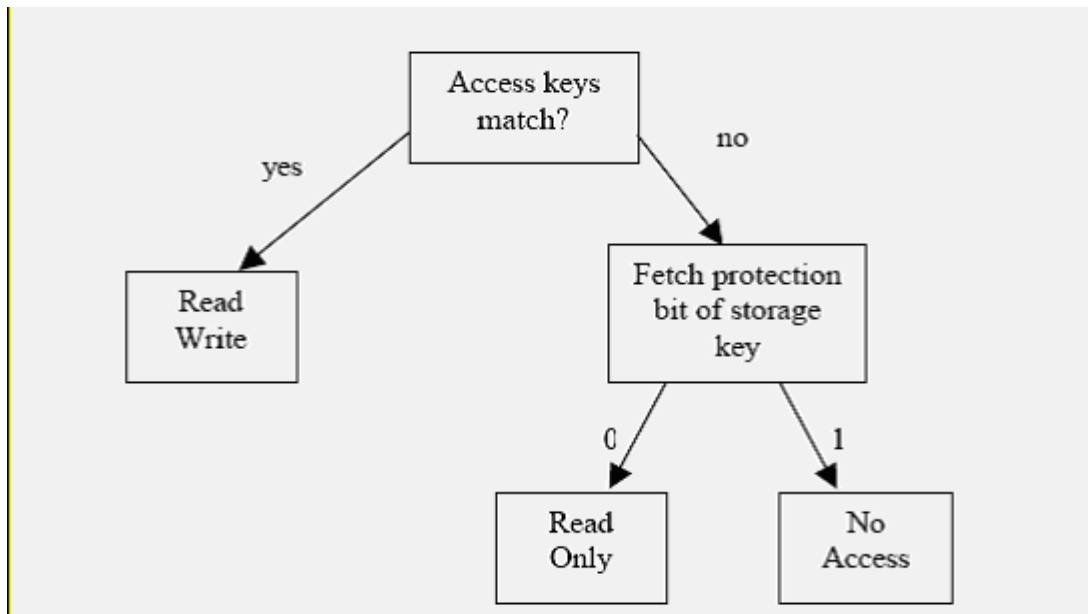 Access keys
match?
yes
no
Read
Write
Fetch protection
bit of storage
key
0
1
Read
Only
No
Access